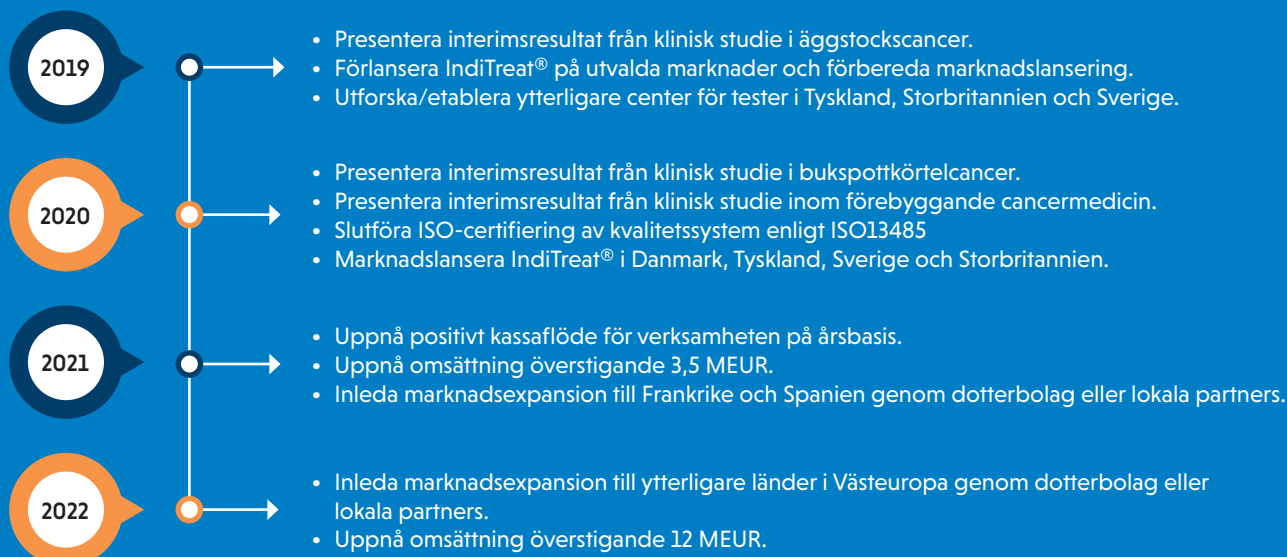 2019
• Presentera interimsresultat från klinisk studie i äggstockscancer.
• Förlansera IndiTreat® på utvalda marknader och förbereda marknadslansering.
• Utforska/etablera ytterligare center för tester i Tyskland, Storbritannien och Sverige.
2020
• Presentera interimsresultat från klinisk studie i bukspottkörtelcancer.
• Presentera interimsresultat från klinisk studie inom förebyggande cancermedicin.
• Slutföra ISO-certifiering av kvalitetssystem enligt ISO13485
• Marknadslansera IndiTreat® i Danmark, Tyskland, Sverige och Storbritannien.
2021
• Uppnå positivt kassaflöde för verksamheten på årsbasis.
• Uppnå omsättning överstigande 3,5 MEUR.
• Inleda marknadsexpansion till Frankrike och Spanien genom dotterbolag eller lokala partners.
2022
• Inleda marknadsexpansion till ytterligare länder i Västeuropa genom dotterbolag eller
lokala partners.
• Uppnå omsättning överstigande 12 MEUR.